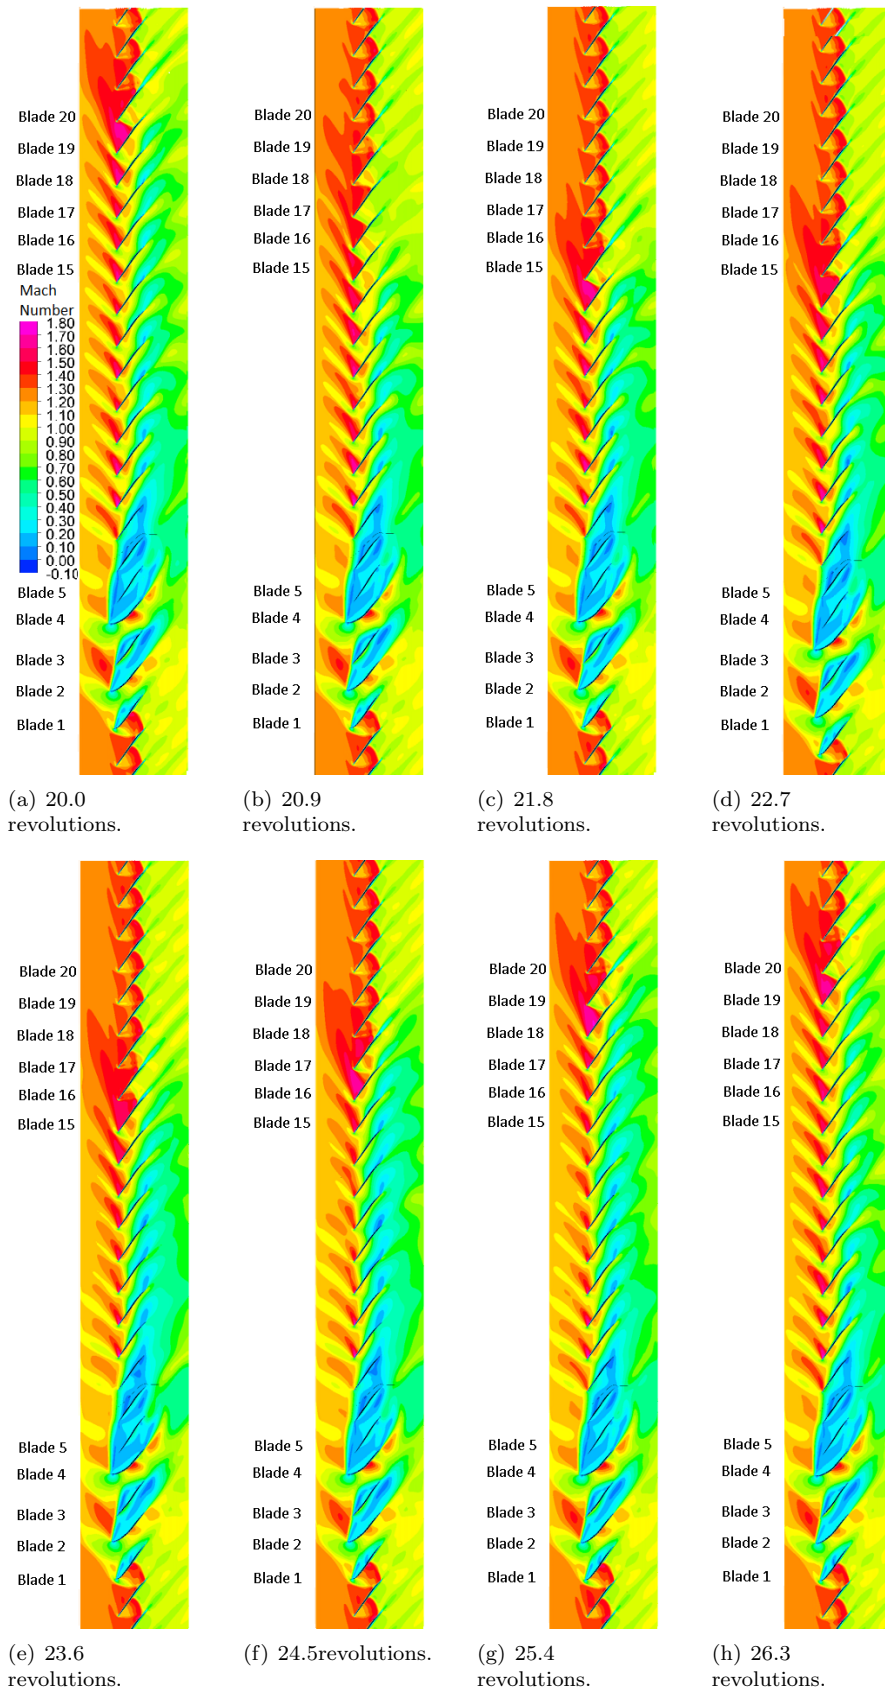 Blade 20
Blade 19
Blade 18
Blade 17
Blade 16
Blade 15
Mach
Number
1.80
1.70
1.60
1.50
1.40
1.30
1.20
1.10
1.00
0.90
0.80
0.70
0.60
0.50
0.40
0.30
0.20
0.10
0.00
-0.10
Blade 5
Blade 4
Blade 3
Blade 2
Blade 1
(a) 20.0
revolutions.
Blade 20
Blade 19
Blade 18
Blade 17
Blade 16
Blade 15
Blade 5
Blade 4
Blade 3
Blade 2
Blade 1
(b) 20.9
revolutions.
Blade 20
Blade 19
Blade 18
Blade 17
Blade 16
Blade 15
Blade 5
Blade 4
Blade 3
Blade 2
Blade 1
(c) 21.8
revolutions.
Blade 20
Blade 19
Blade 18
Blade 17
Blade 16
Blade 15
Blade 5
Blade 4
Blade 3
Blade 2
Blade 1
(d) 22.7
revolutions.
Blade 20
Blade 19
Blade 18
Blade 17
Blade 16
Blade 15
Blade 5
Blade 4
Blade 3
Blade 2
Blade 1
(e) 23.6
revolutions.
Blade 20
Blade 19
Blade 18
Blade 17
Blade 16
Blade 15
Blade 5
Blade 4
Blade 3
Blade 2
Blade 1
(f) 24.5revolutions.
Blade 20
Blade 19
Blade 18
Blade 17
Blade 16
Blade 15
Blade 5
Blade 4
Blade 3
Blade 2
Blade 1
(g) 25.4
revolutions.
Blade 20
Blade 19
Blade 18
Blade 17
Blade 16
Blade 15
Blade 5
Blade 4
Blade 3
Blade 2
Blade 1
(h) 26.3
revolutions.